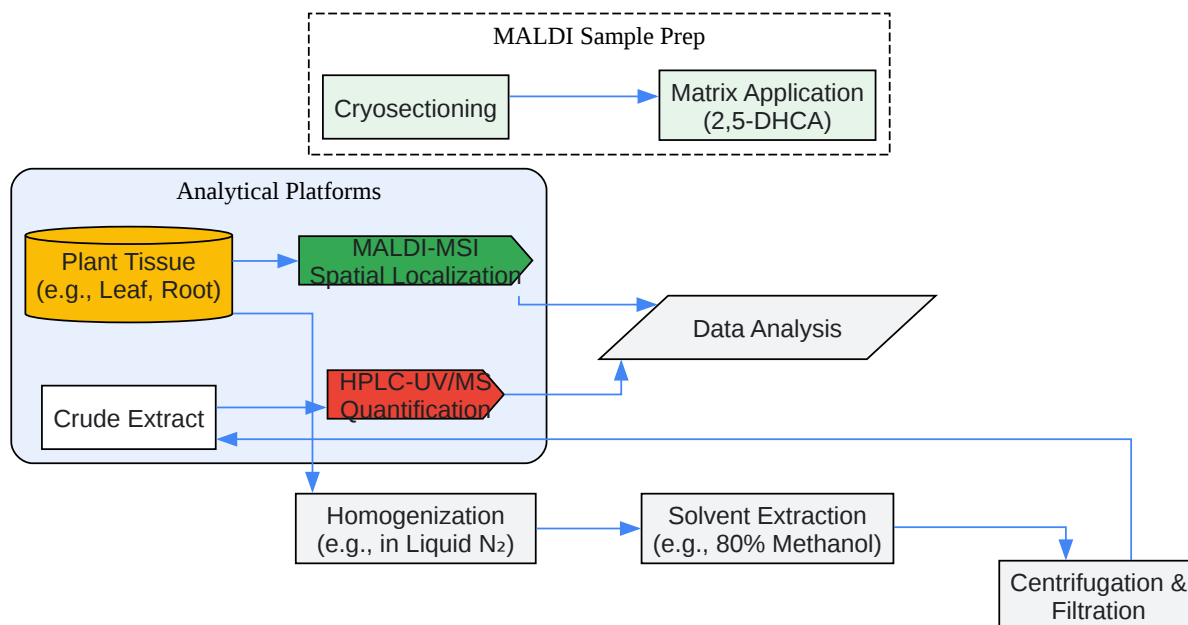 MALDI Sample Prep
Cryosectioning
Matrix Application
(2,5-DHCA)
Analytical Platforms
Plant Tissue
(e.g., Leaf, Root)
MALDI-MSI
Spatial Localization
Data Analysis
HPLC-UV/MS
Quantification
Crude Extract
Homogenization
(e.g., in Liquid N₂)
Solvent Extraction
(e.g., 80% Methanol)
Centrifugation &
Filtration